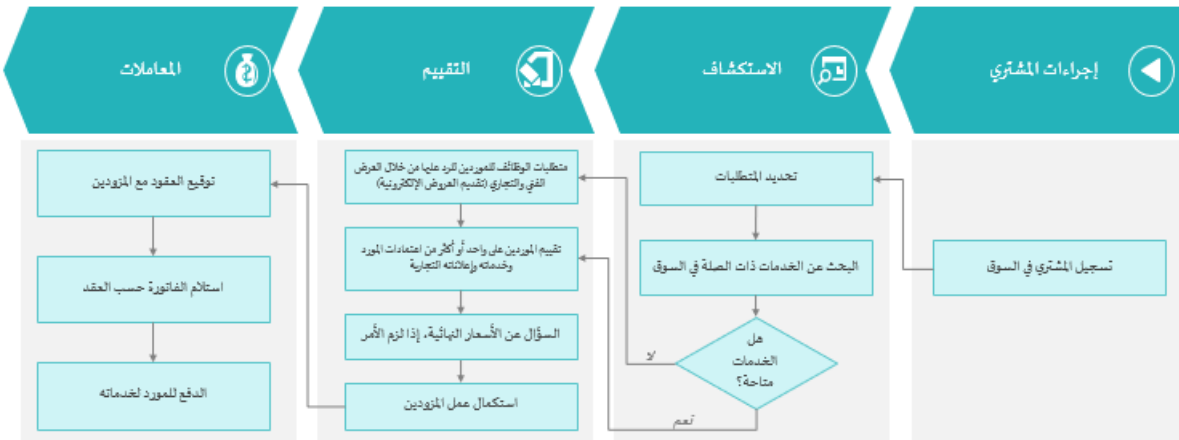 إجراءات المشتري
تسجيل المشتري في السوق
الاستكشاف
تحديد المتطلبات
البحث عن الخدمات ذات الصلة في السوق
هل
الخدمات
متاحة؟
لا
نعم
التقييم
متطلبات الوظائف للموردين للرد عليها من خلال العرض
الفني والتجاري (تقديم العروض الإلكترونية)
تقييم الموردين على واحد أو أكثر من اعتمادات المورد
وخدماته وإعلاناته التجارية
السؤال عن الأسعار النهائية، إذا لزم الأمر
استكمال عمل المزودين
المعاملات
توقيع العقود مع المزودين
استلام الفاتورة حسب العقد
الدفع للمورد لخدماته